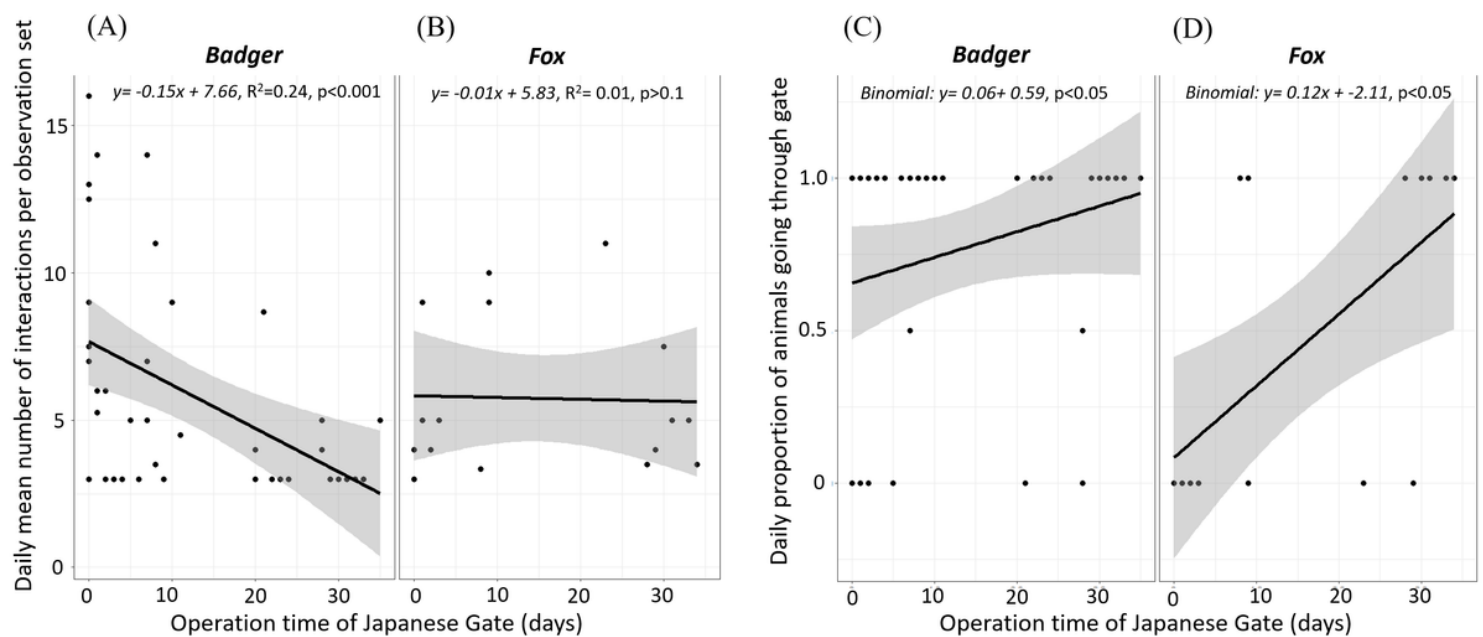 (A)
(B)
(C)
(D)
Badger
Fox
Badger
Fox
y= -0.15x + 7.66, R²=0.24, p<0.001
y= -0.01x + 5.83, R²= 0.01, p>0.1
Binomial: y= 0.06+ 0.59, p<0.05
Binomial: y= 0.12x + -2.11, p<0.05
Daily mean number of interactions per observation set
15
10
5
0
0 10 20 30
0 10 20 30
Operation time of Japanese Gate (days)
Daily proportion of animals going through gate
1.0
0.5
0
0 10 20 30
0 10 20 30
Operation time of Japanese Gate (days)